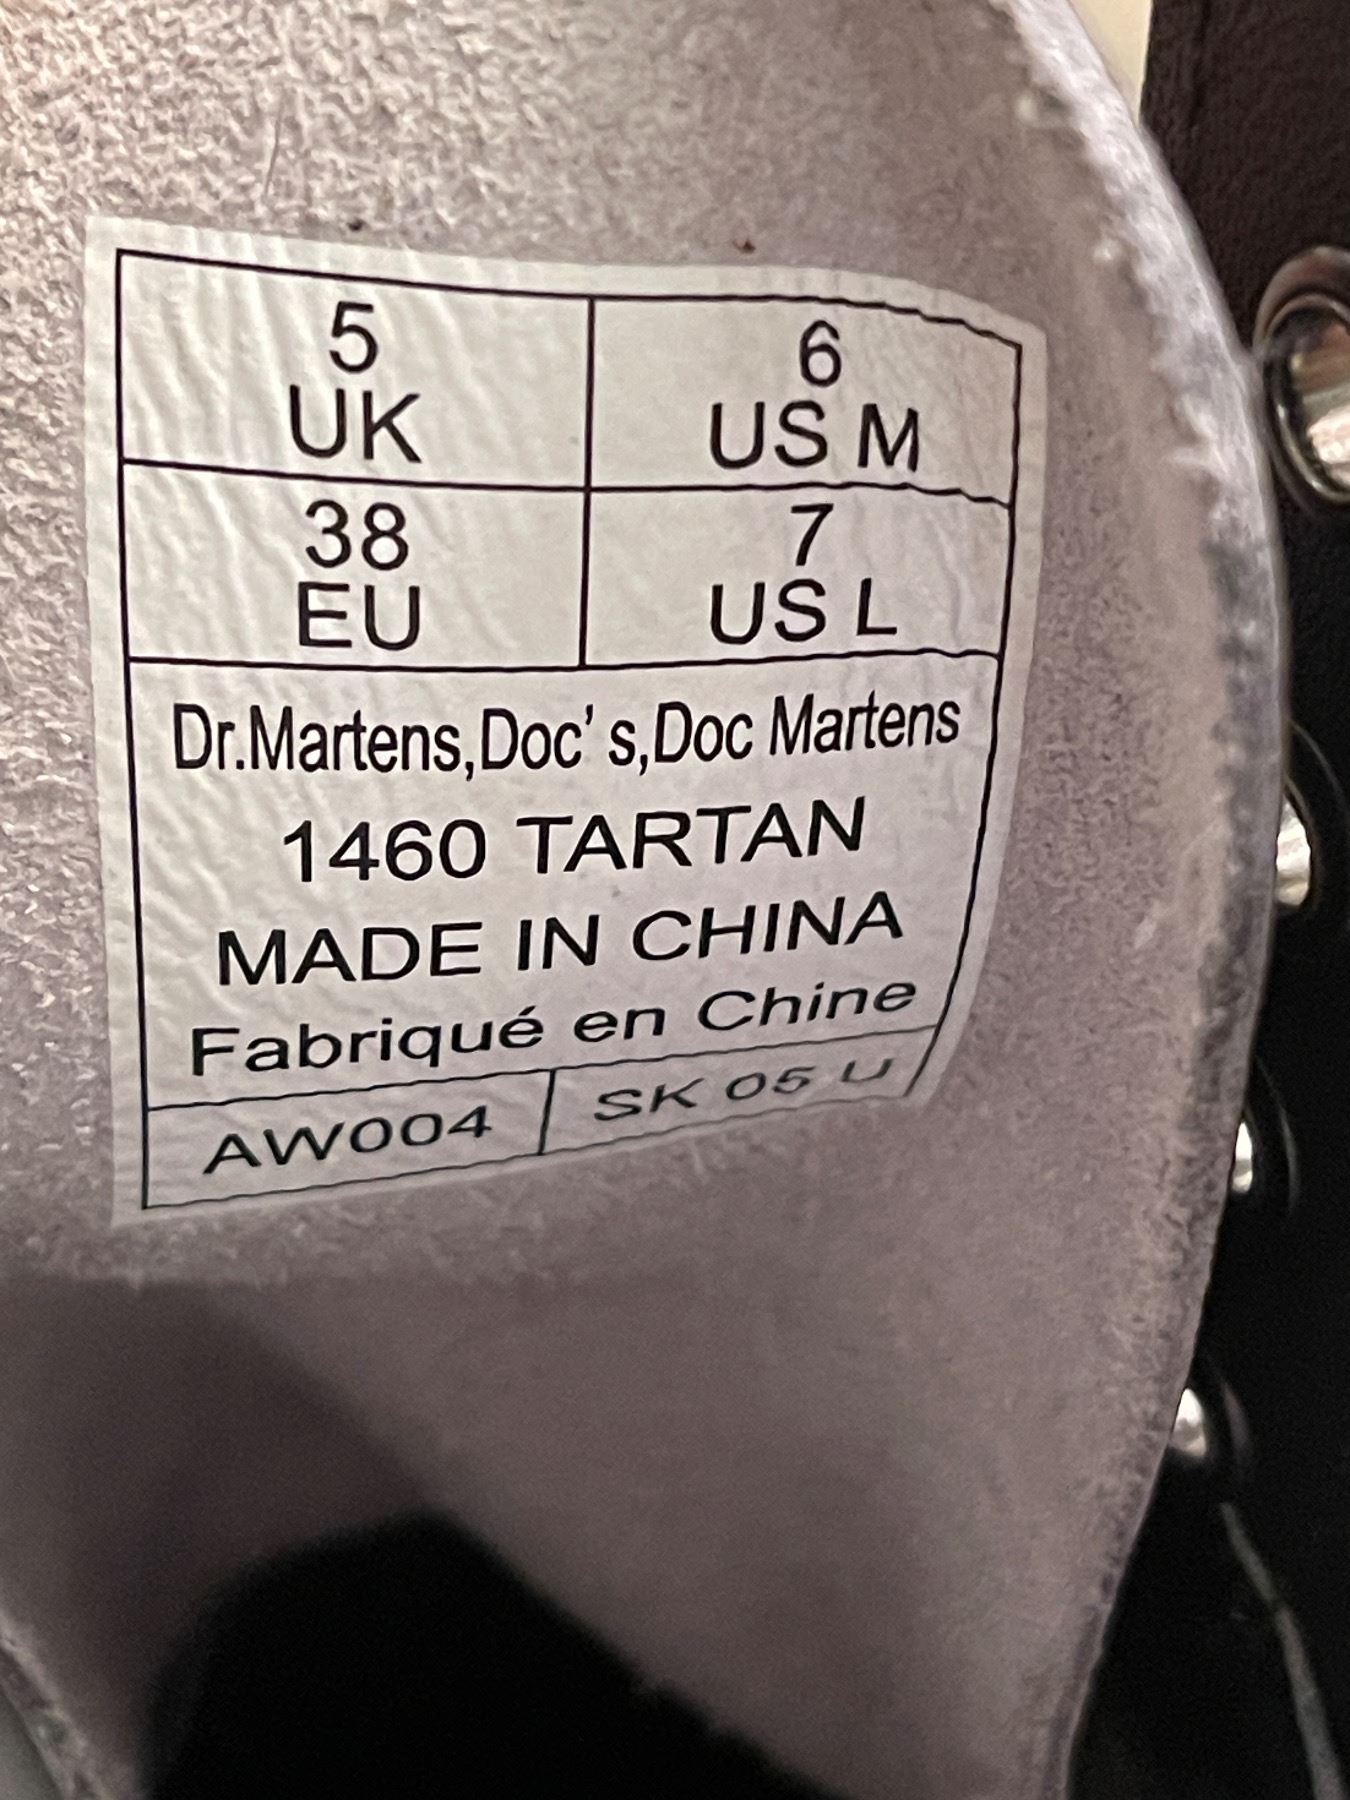 5
UK
6
US M
38
EU
7
US L
Dr.Martens,Doc's,Doc Martens
1460 TARTAN
MADE IN CHINA
Fabriqué en Chine
AW004
SK 05 U